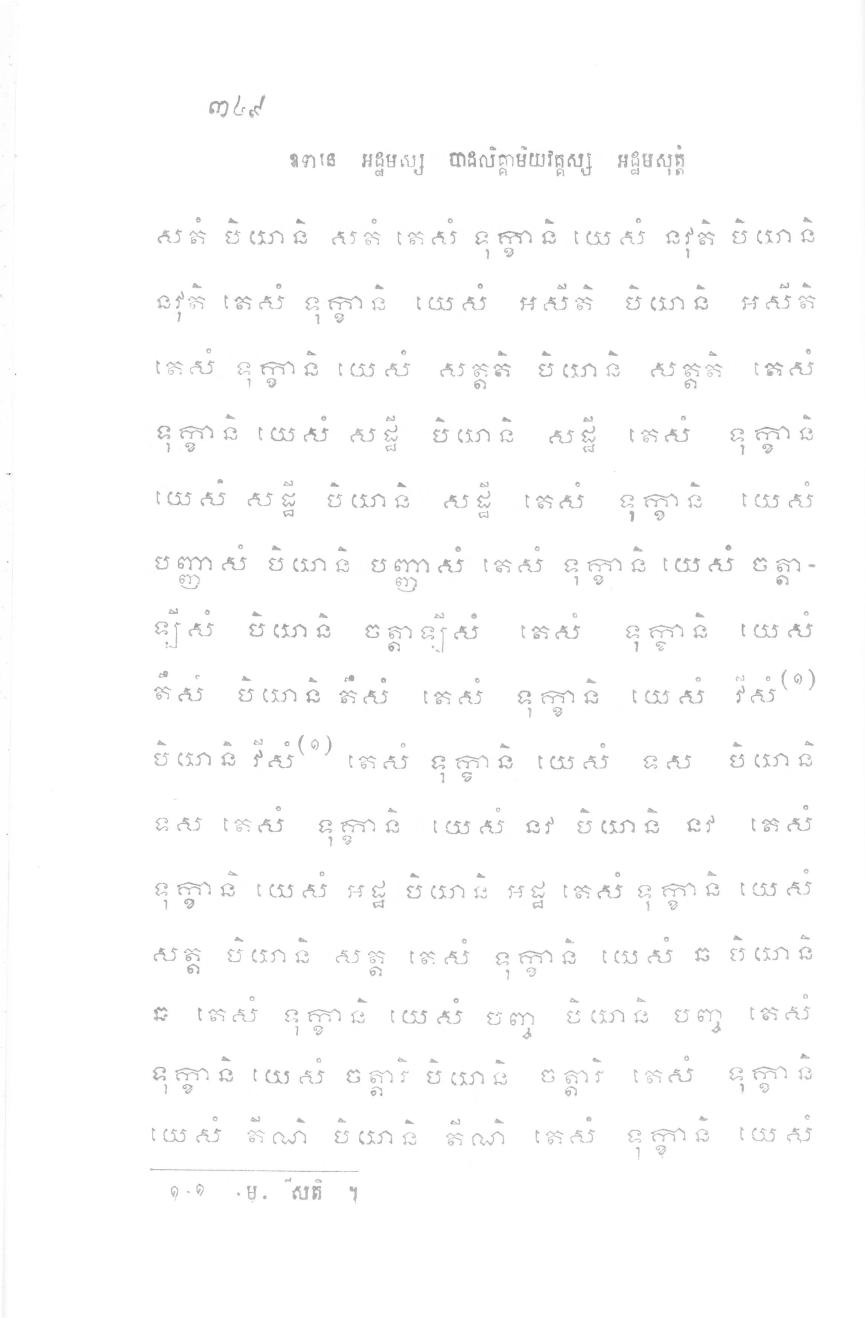 ៣៤៩
ឧទានេ អដ្ឋមស្ស បាដលិគ្គាមិយវគ្គស្ស អដ្ឋមសុត្តំ
សតំ បិយានិ សតំ តេសំ ទុក្ខានិ យេសំ នវុតិ បិយានិ
នវុតិ តេសំ ទុក្ខានិ យេសំ អសីតិ បិយានិ អសីតិ
តេសំ ទុក្ខានិ យេសំ សត្តតិ បិយានិ សត្តតិ តេសំ
ទុក្ខានិ យេសំ សដ្ឋី បិយានិ សដ្ឋី តេសំ ទុក្ខានិ
យេសំ សដ្ឋី បិយានិ សដ្ឋី តេសំ ទុក្ខានិ យេសំ
បញ្ញាសំ បិយានិ បញ្ញាសំ តេសំ ទុក្ខានិ យេសំ ចត្តា-
ឡីសំ បិយានិ ចត្តាឡីសំ តេសំ ទុក្ខានិ យេសំ
តឹសំ បិយានិ តឹសំ តេសំ ទុក្ខានិ យេសំ វីសំ(១)
បិយានិ វីសំ(១) តេសំ ទុក្ខានិ យេសំ ទស បិយានិ
ទស តេសំ ទុក្ខានិ យេសំ នវ បិយានិ នវ តេសំ
ទុក្ខានិ យេសំ អដ្ឋ បិយានិ អដ្ឋ តេសំ ទុក្ខានិ យេសំ
សត្ត បិយានិ សត្ត តេសំ ទុក្ខានិ យេសំ ឆ បិយានិ
ឆ តេសំ ទុក្ខានិ យេសំ បញ្ច បិយានិ បញ្ច តេសំ
ទុក្ខានិ យេសំ ចត្តារិ បិយានិ ចត្តារិ តេសំ ទុក្ខានិ
យេសំ តីណិ បិយានិ តីណិ តេសំ ទុក្ខានិ យេសំ
១-១ ម. វីសតិ ។